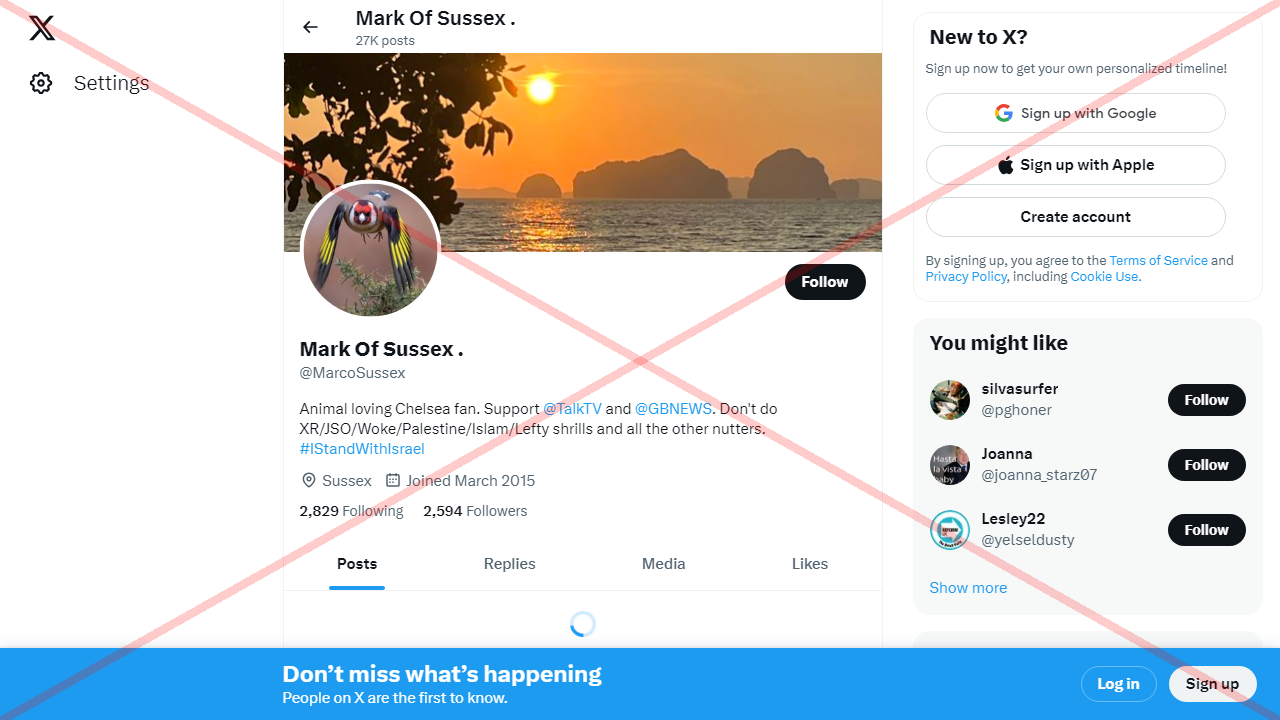 Mark Of Sussex .
27K posts
Settings
Follow
Mark Of Sussex .
@MarcoSussex
Animal loving Chelsea fan. Support @TalkTV and @GBNEWS. Don't do
XR/JSO/Woke/Palestine/Islam/Lefty shrills and all the other nutters.
#IStandWithIsrael
Sussex Joined March 2015
2,829 Following 2,594 Followers
Posts Replies Media Likes
New to X?
Sign up now to get your own personalized timeline!
Sign up with Google
Sign up with Apple
Create account
By signing up, you agree to the Terms of Service and
Privacy Policy, including Cookie Use.
You might like
silvasurfer
@pghoner
Follow
Hasta
la vista
baby
Joanna
@joanna_starz07
Follow
Lesley22
@yelseldusty
Follow
Show more
Don’t miss what’s happening
People on X are the first to know.
Log in Sign up